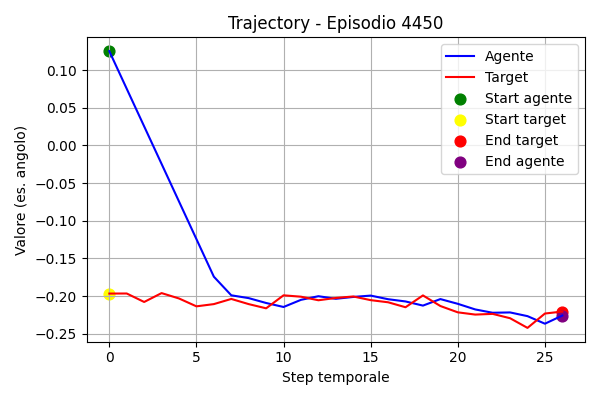 Trajectory - Episodio 4450
Valore (es. angolo)
0.10
0.05
0.00
−0.05
−0.10
−0.15
−0.20
−0.25
Agente
Target
Start agente
Start target
End target
End agente
0 5 10 15 20 25
Step temporale